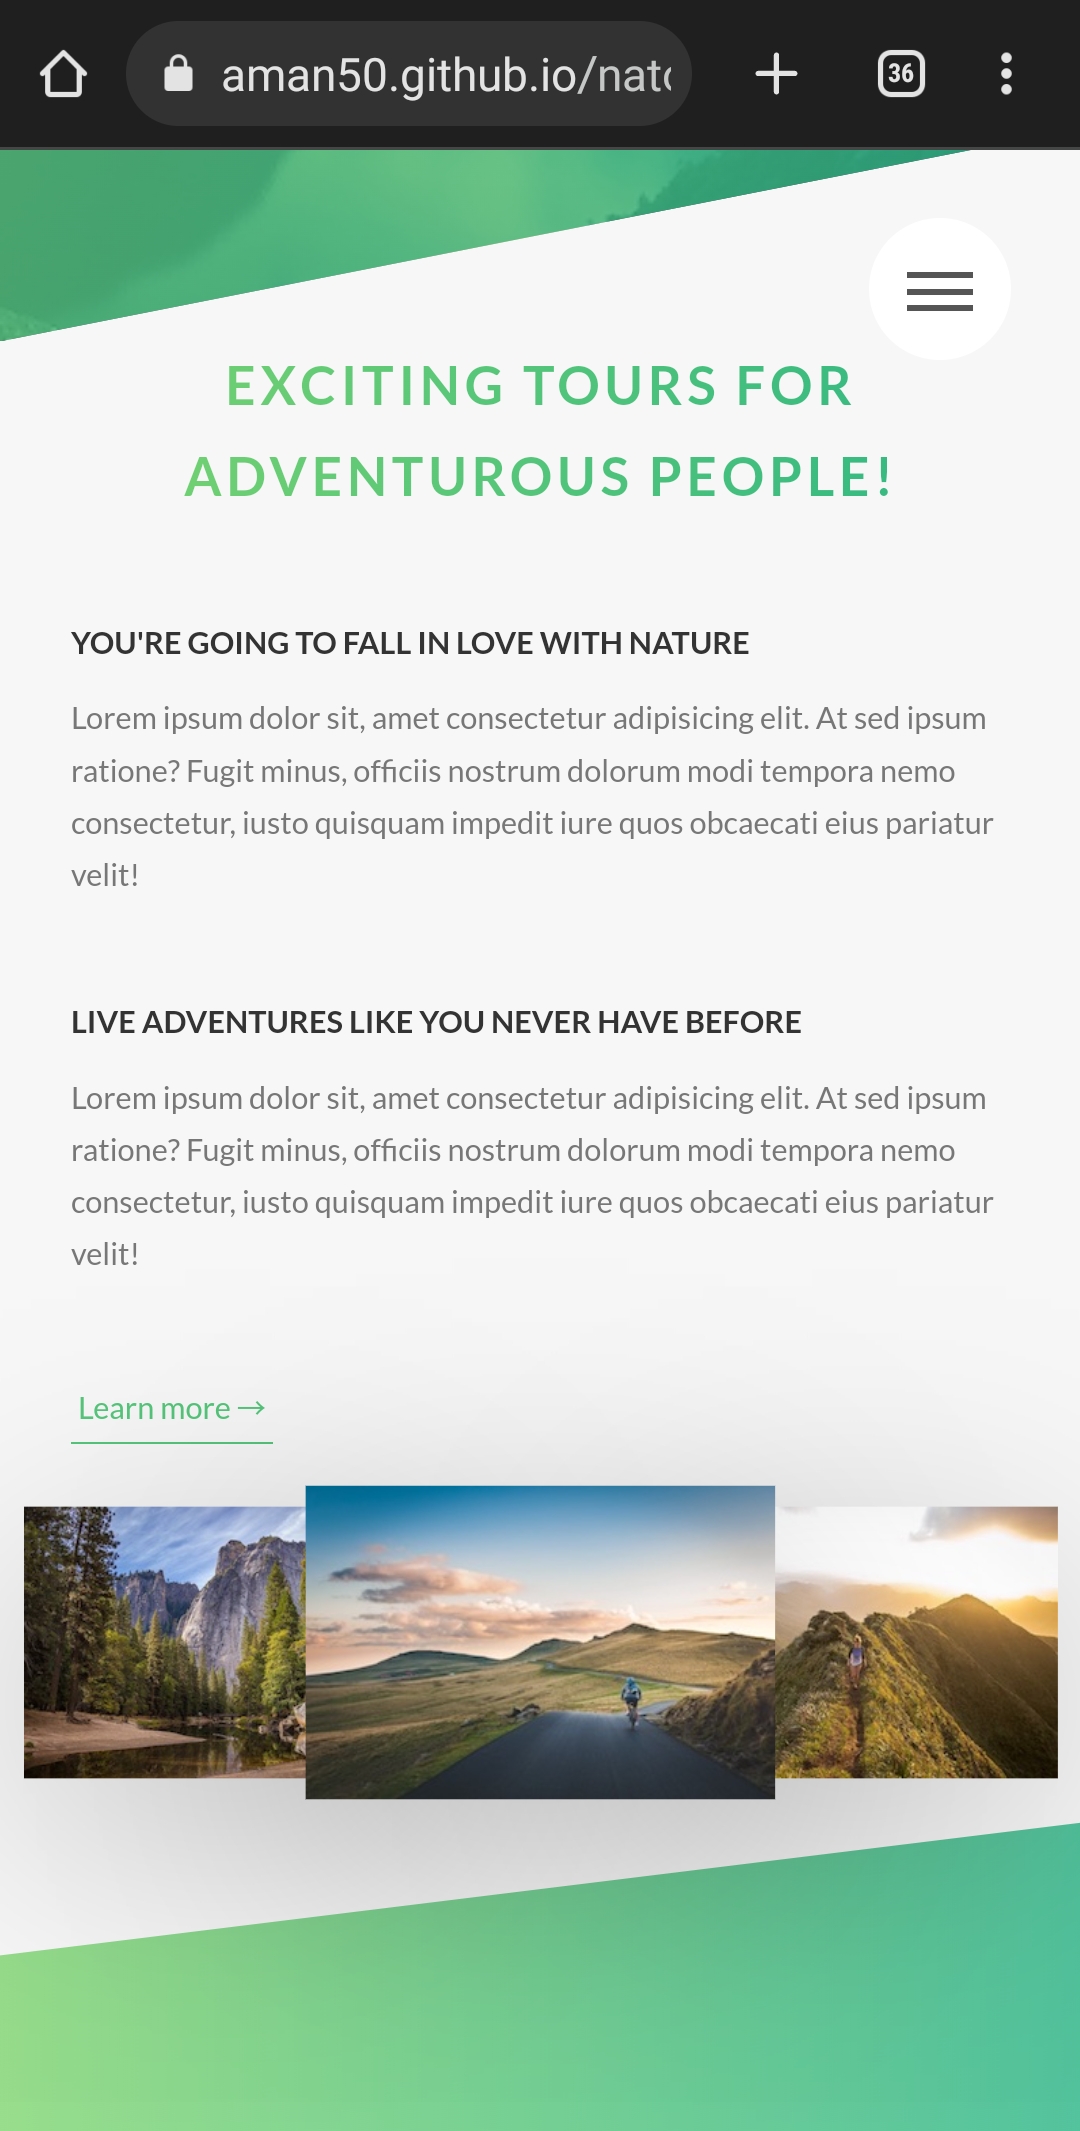 aman50.github.io/nato
36
EXCITING TOURS FOR
ADVENTUROUS PEOPLE!
YOU'RE GOING TO FALL IN LOVE WITH NATURE
Lorem ipsum dolor sit, amet consectetur adipisicing elit. At sed ipsum
ratione? Fugit minus, officiis nostrum dolorum modi tempora nemo
consectetur, iusto quisquam impedit iure quos obcaecati eius pariatur
velit!
LIVE ADVENTURES LIKE YOU NEVER HAVE BEFORE
Lorem ipsum dolor sit, amet consectetur adipisicing elit. At sed ipsum
ratione? Fugit minus, officiis nostrum dolorum modi tempora nemo
consectetur, iusto quisquam impedit iure quos obcaecati eius pariatur
velit!
Learn more →